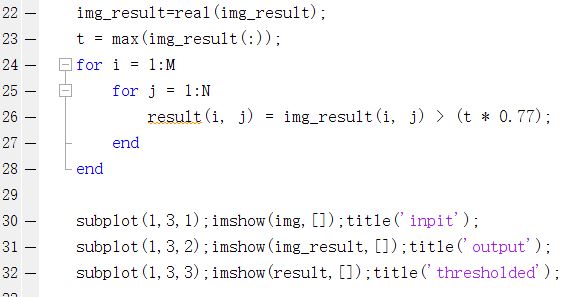 22 — img_result=real(img_result);
23 — t = max(img_result(:));
24 — for i = 1:M
25 — for j = 1:N
26 — result(i, j) = img_result(i, j) > (t * 0.77);
27 — end
28 — end
29
30 — subplot(1,3,1);imshow(img,[]);title('inpit');
31 — subplot(1,3,2);imshow(img_result,[]);title('output');
32 — subplot(1,3,3);imshow(result,[]);title('thresholded');